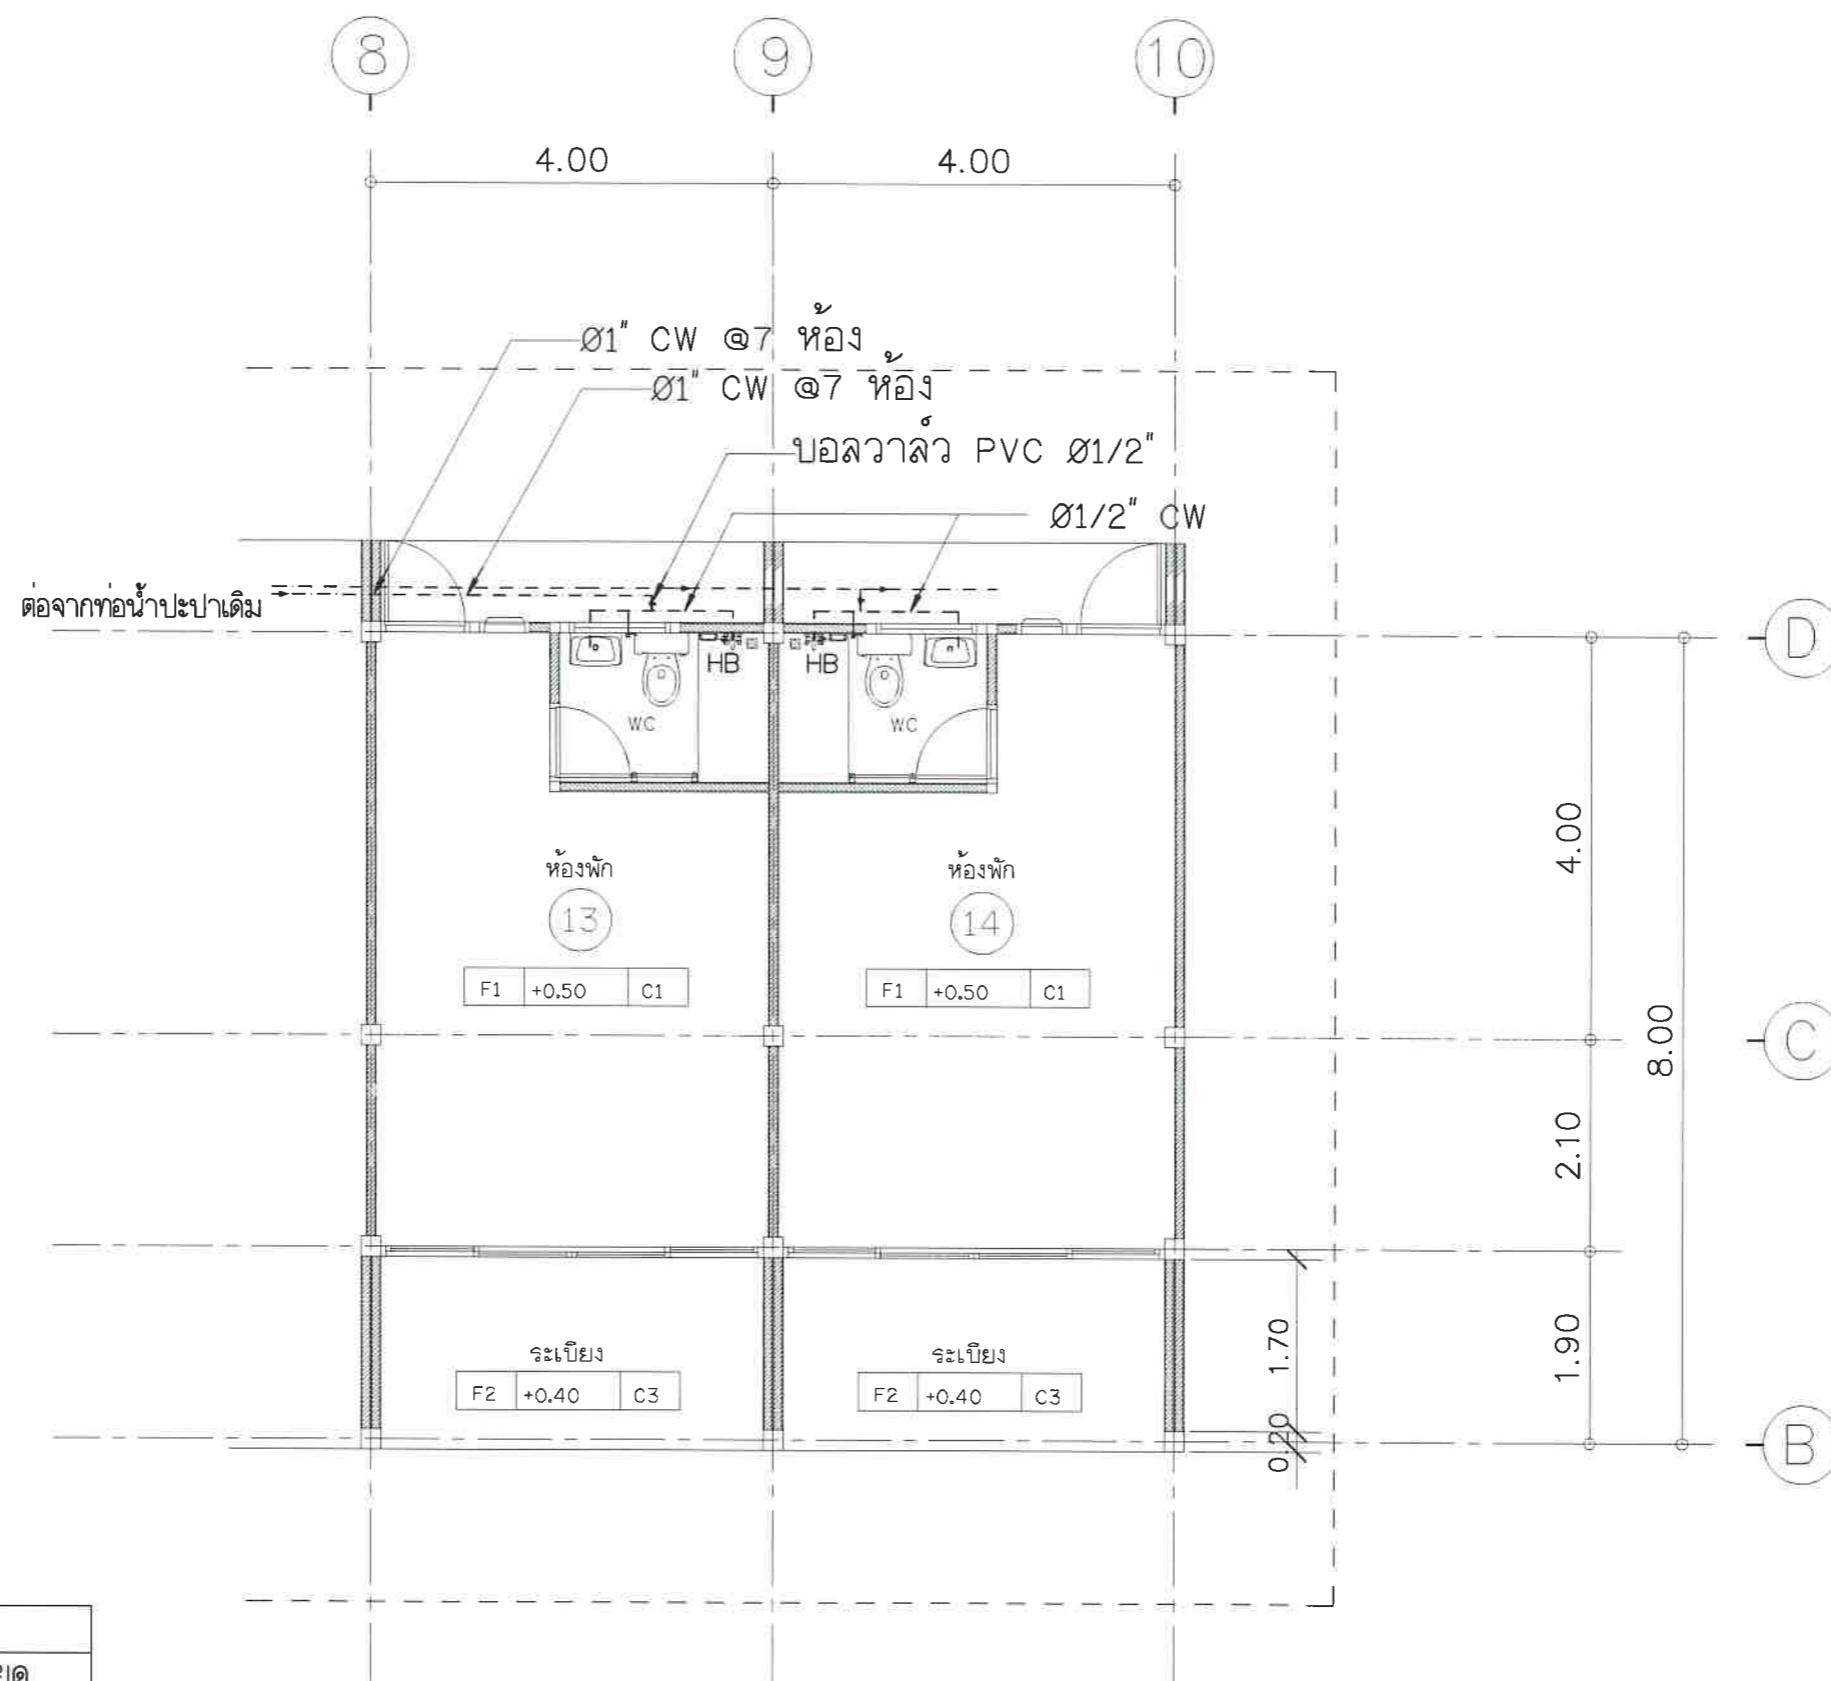 8 9 10
4.00 4.00
Ø1" CW @7 ห้อง
Ø1" CW @7 ห้อง
บอลวาล์ว PVC Ø1/2"
Ø1/2" CW
ต่อจากท่อน้ำปะปาเดิม
D
HB HB
WC WC
4.00
ห้องพัก ห้องพัก
13 14
F1 +0.50 C1 F1 +0.50 C1
8.00
C
2.10
1.70
1.90
ระเบียง ระเบียง
F2 +0.40 C3 F2 +0.40 C3
0.20
B